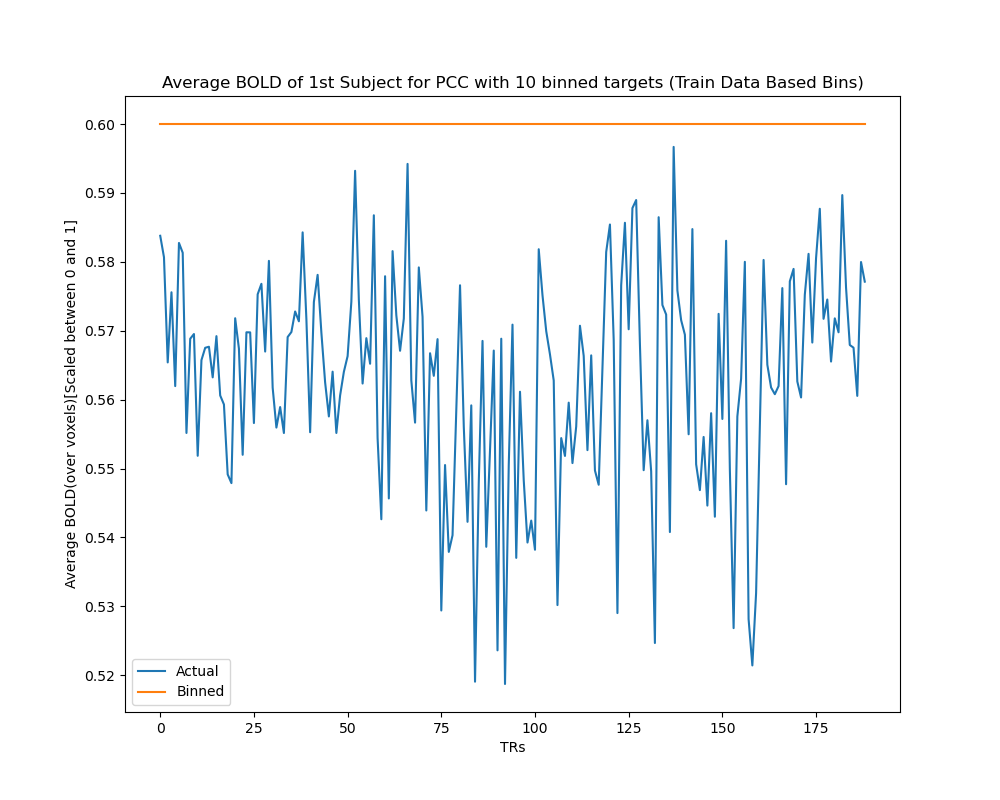 Average BOLD of 1st Subject for PCC with 10 binned targets (Train Data Based Bins)
Average BOLD(over voxels)[Scaled between 0 and 1]
0.60
0.59
0.58
0.57
0.56
0.55
0.54
0.53
0.52
Actual
Binned
0 25 50 75 100 125 150 175
TRs